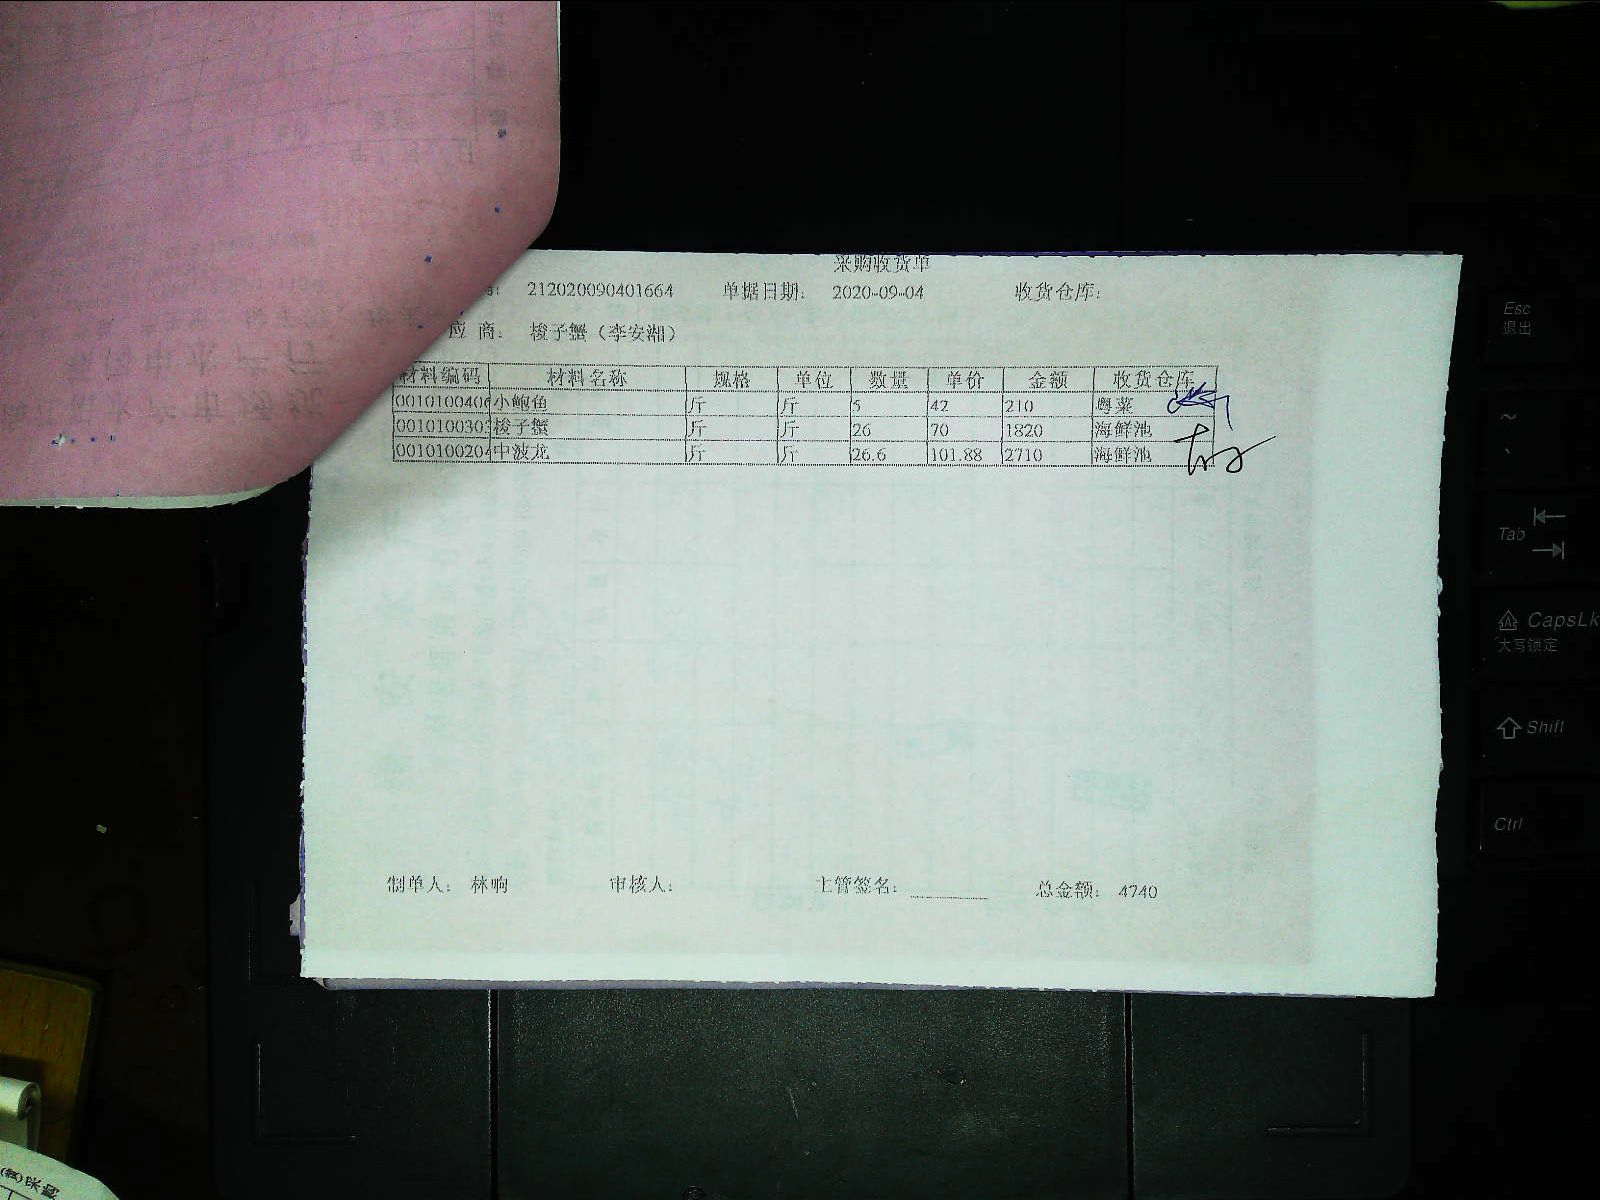 采购收货单
212020090401664 单据日期: 2020-09-04 收货仓库:
应 商: 梭子蟹（李安湘）
材料编码 材料名称 规格 单位 数量 单价 金额 收货仓库
001010040 小鲍鱼 斤 斤 5 42 210 粤菜
001010030 梭子蟹 斤 斤 26 70 1820 海鲜池
001010020 中波龙 斤 斤 26.6 101.88 2710 海鲜池
制单人: 林响 审核人: 主管签名: 总金额: 4740
Esc
退出
~
Tab
CapsLk
大写锁定
Shift
Ctrl